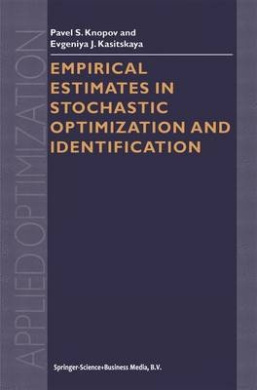 Pavel S. Knopov and
Evgeniya J. Kasitskaya
EMPIRICAL
ESTIMATES IN
STOCHASTIC
OPTIMIZATION AND
IDENTIFICATION
APPLIED OPTIMIZATION
Springer-Science+Business Media, B.V.